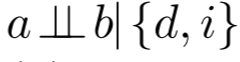 a ⫫ b| {d, i}